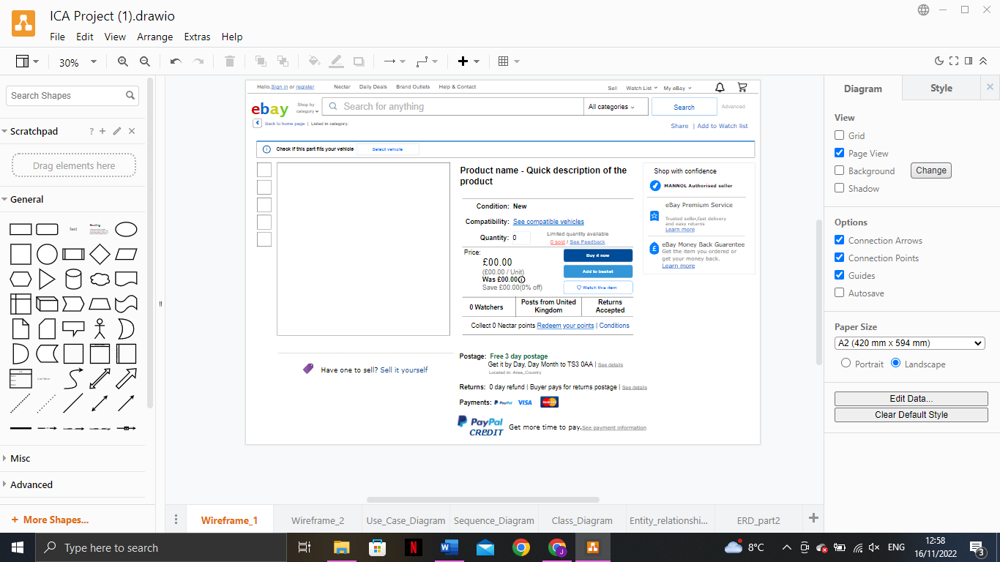 ICA Project (1).drawio
File Edit View Arrange Extras Help
30%
Search Shapes
Scratchpad
?
Drag elements here
General
Text
Heading
List Item
Misc
Advanced
+ More Shapes...
Hello.Sign in or register Nectar Daily Deals Brand Outlets Help & Contact Sell Watch List My eBay
ebay Shop by category Search for anything All categories Search Advanced
Back to home page | Listed in category:
Share | Add to Watch list
Check if this part fits your vehicle Select vehicle
Product name - Quick description of the
product
Condition: New
Compatibility: See compatible vehicles
Quantity: 0
Limited quantity available
0 sold / See Feedback
Price:
£00.00
(£00.00 / Unit)
Was £00.00
Save £00.00(0% off)
Buy it now
Add to basket
Watch this item
0 Watchers
Posts from United
Kingdom
Returns
Accepted
Collect 0 Nectar points Redeem your points | Conditions
Shop with confidence
MANNOL Authorised seller
eBay Premium Service
Trusted seller,fast delivery
and easy returns
Learn more
eBay Money Back Guarentee
Get the item you ordered or
get your money back.
Learn more
Have one to sell? Sell it yourself
Postage: Free 3 day postage
Get it by Day, Day Month to TS3 0AA | See details
Located in: Area,,Country
Returns: 0 day refund | Buyer pays for returns postage | See details
Payments: PayPal VISA MasterCard
PayPal
CREDIT
Get more time to pay.See payment information
Wireframe_1 Wireframe_2 Use_Case_Diagram Sequence_Diagram Class_Diagram Entity_relationshi... ERD_part2
Diagram Style
View
Grid
Page View
Background Change
Shadow
Options
Connection Arrows
Connection Points
Guides
Autosave
Paper Size
A2 (420 mm x 594 mm)
Portrait Landscape
Edit Data...
Clear Default Style
Type here to search
N
W
J
8°C
ENG
12:58
16/11/2022
3